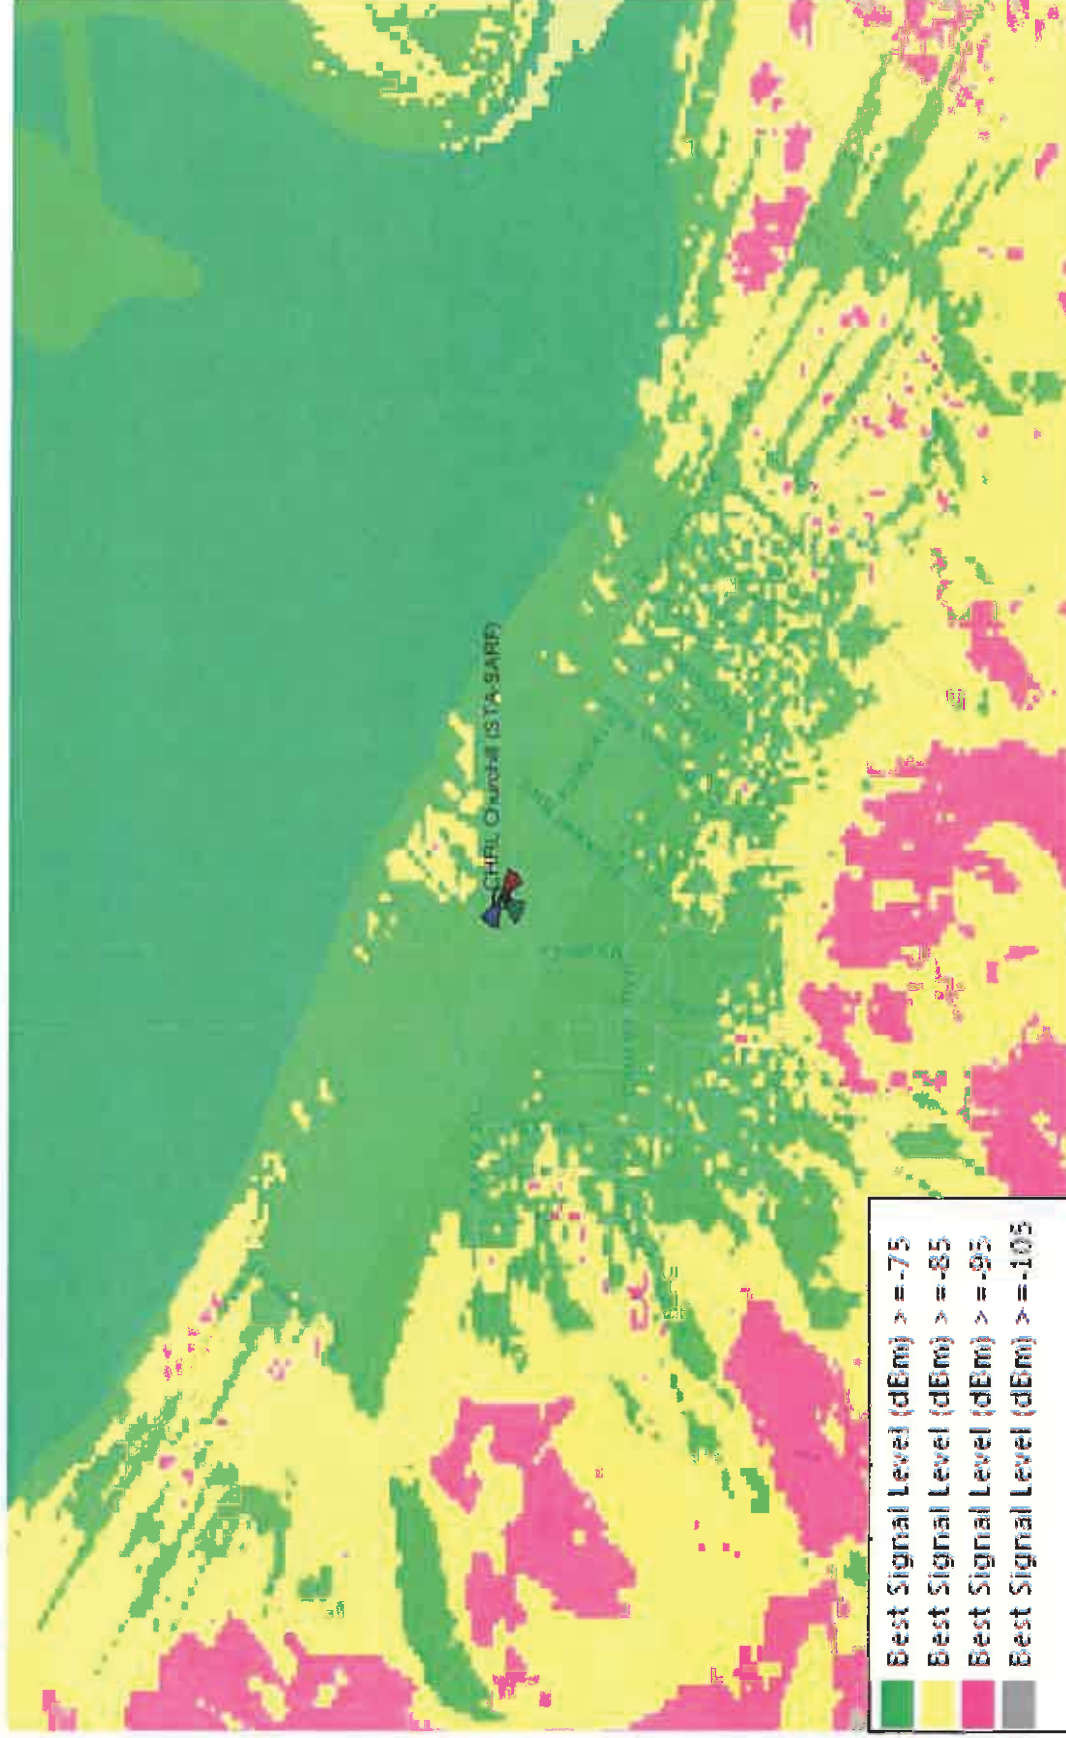 CHRL Churchill (STA-SARF)
Best Signal Level (dBm) >=-75
Best Signal Level (dBm) >=-85
Best Signal Level (dBm) >=-95
Best Signal Level (dBm) >=-105